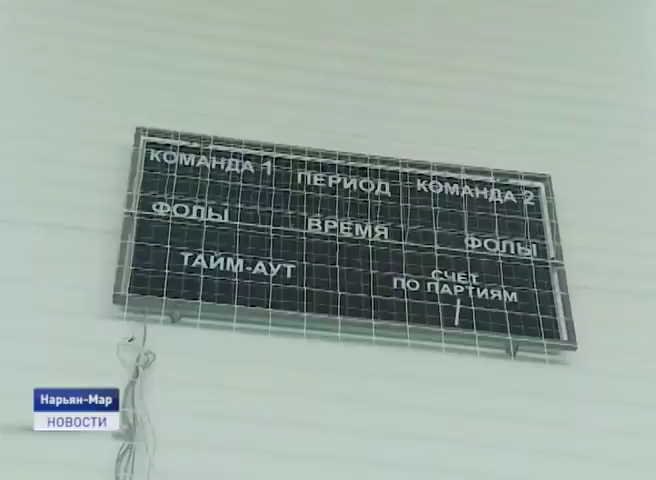 КОМАНДА 1 ПЕРИОД КОМАНДА 2
ФОЛЫ ВРЕМЯ ФОЛЫ
ТАЙМ-АУТ
СЧЕТ
ПО ПАРТИЯМ
Нарьян-Мар
НОВОСТИ